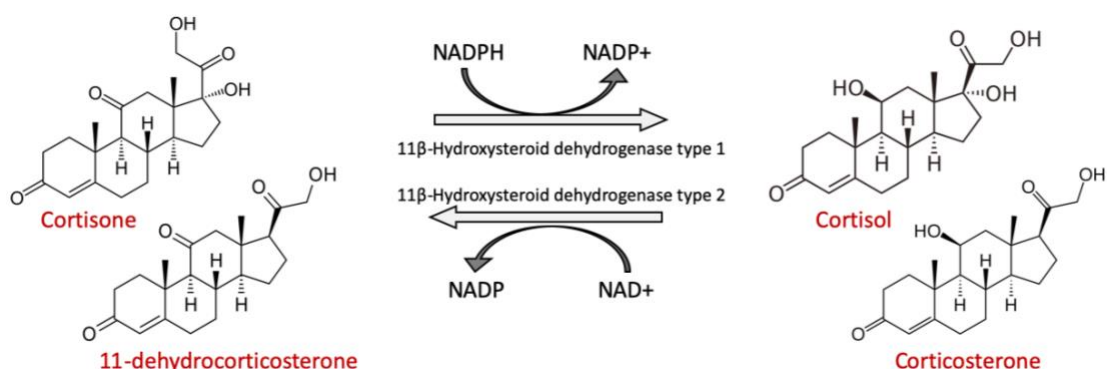 OH
O
OH
O
H
H
H
O
Cortisone
OH
O
O
H
H
H
O
11-dehydrocorticosterone
NADPH
NADP+
11β-Hydroxysteroid dehydrogenase type 1
11β-Hydroxysteroid dehydrogenase type 2
NADP
NAD+
O
OH
HO
OH
H
H
H
O
Cortisol
OH
O
HO
H
H
H
O
Corticosterone